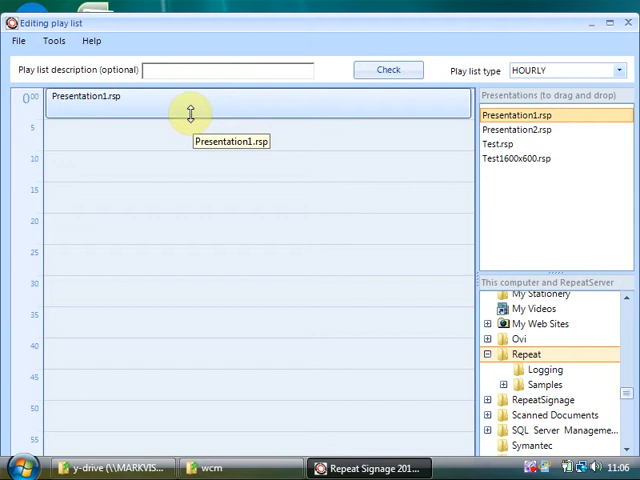 Editing play list
File Tools Help
Play list description (optional) Check Play list type HOURLY
0 00 Presentation1.rsp
Presentation1.rsp
5
10
15
20
25
30
35
40
45
50
55
Presentations (to drag and drop)
Presentation1.rsp
Presentation2.rsp
Test.rsp
Test1600x600.rsp
This computer and RepeatServer
My Stationery
My Videos
My Web Sites
Ovi
Repeat
Logging
Samples
RepeatSignage
Scanned Documents
SQL Server Manageme
Symantec
y-drive (\\MARKVIS... wcm Repeat Signage 201... 11:06